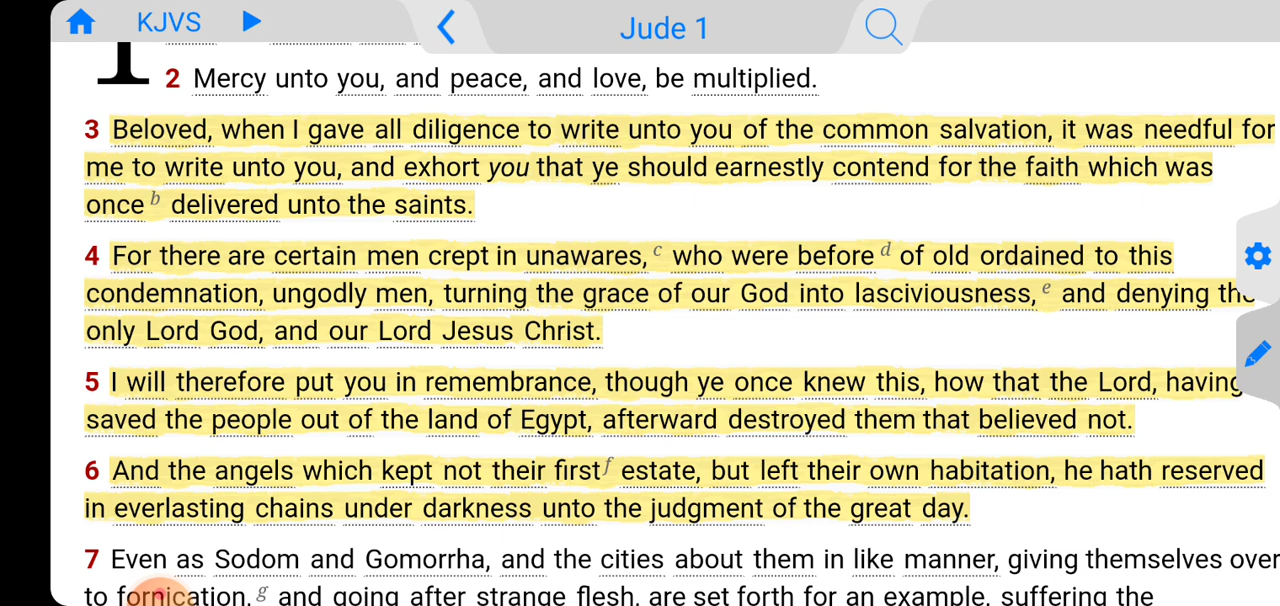 KJVS Jude 1
2 Mercy unto you, and peace, and love, be multiplied.
3 Beloved, when I gave all diligence to write unto you of the common salvation, it was needful for
me to write unto you, and exhort you that ye should earnestly contend for the faith which was
once b delivered unto the saints.
4 For there are certain men crept in unawares, c who were before d of old ordained to this
condemnation, ungodly men, turning the grace of our God into lasciviousness, e and denying the
only Lord God, and our Lord Jesus Christ.
5 I will therefore put you in remembrance, though ye once knew this, how that the Lord, having
saved the people out of the land of Egypt, afterward destroyed them that believed not.
6 And the angels which kept not their first f estate, but left their own habitation, he hath reserved
in everlasting chains under darkness unto the judgment of the great day.
7 Even as Sodom and Gomorrha, and the cities about them in like manner, giving themselves over
to fornication, g and going after strange flesh, are set forth for an example, suffering the